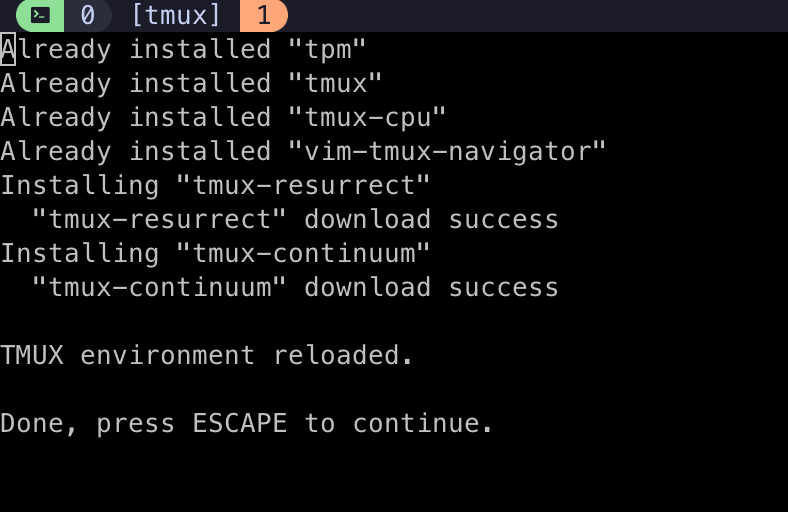 0 [tmux] 1
Already installed "tpm"
Already installed "tmux"
Already installed "tmux-cpu"
Already installed "vim-tmux-navigator"
Installing "tmux-resurrect"
  "tmux-resurrect" download success
Installing "tmux-continuum"
  "tmux-continuum" download success

TMUX environment reloaded.

Done, press ESCAPE to continue.